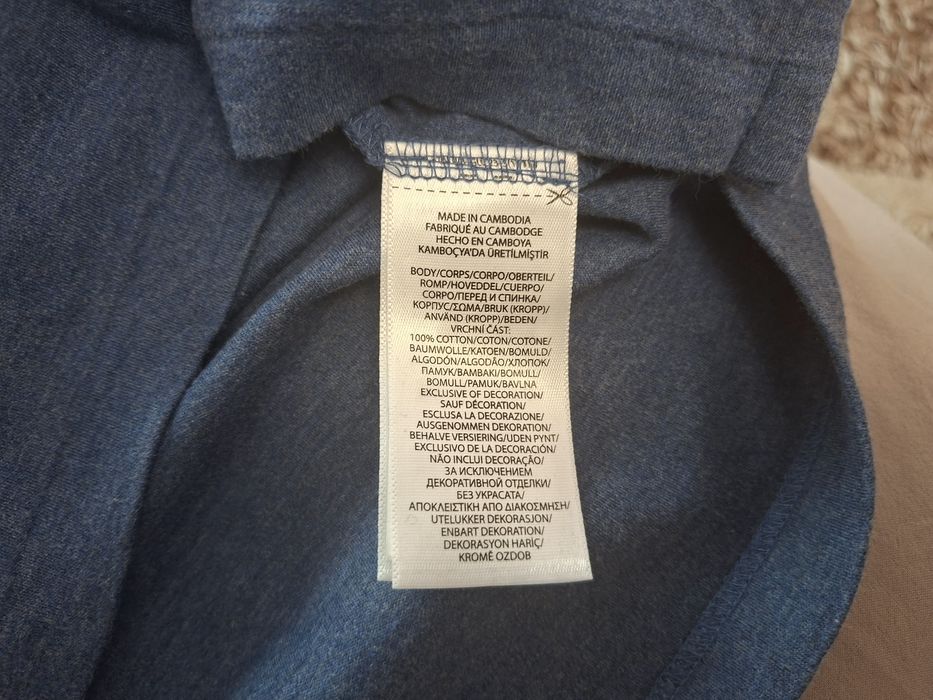 MADE IN CAMBODIA
FABRIQUÉ AU CAMBODGE
HECHO EN CAMBOYA
KAMBOÇYA'DA ÜRETİLMİŞTİR
BODY/CORPS/CORPO/OBERTEIL/
ROMP/HOVEDDEL/CUERPO/
CORPO/ПЕРЕД И СПИНКА/
КОРПУС/ΣΩΜΑ/BRUK (KROPP)/
ANVÄND (KROPP)/BEDEN/
VRCHNÍ ČÁST:
100% COTTON/COTON/COTONE/
BAUMWOLLE/KATOEN/BOMULD/
ALGODÓN/ALGODÃO/ХЛОПОК/
ПАМУК/ΒΑΜΒΑΚΙ/BOMULL/
BOMULL/PAMUK/BAVLNA
EXCLUSIVE OF DECORATION/
SAUF DÉCORATION/
ESCLUSA LA DECORAZIONE/
AUSGENOMMEN DEKORATION/
BEHALVE VERSIERING/UDEN PYNT/
EXCLUSIVO DE LA DECORACIÓN/
NÃO INCLUI DECORAÇÃO/
ЗА ИСКЛЮЧЕНИЕМ
ДЕКОРАТИВНОЙ ОТДЕЛКИ/
БЕЗ УКРАСАТА/
ΑΠΟΚΛΕΙΣΤΙΚΗ ΑΠΟ ΔΙΑΚΟΣΜΗΣΗ/
UTELUKKER DEKORASJON/
ENBART DEKORATION/
DEKORASYON HARİÇ/
KROMĚ OZDOB